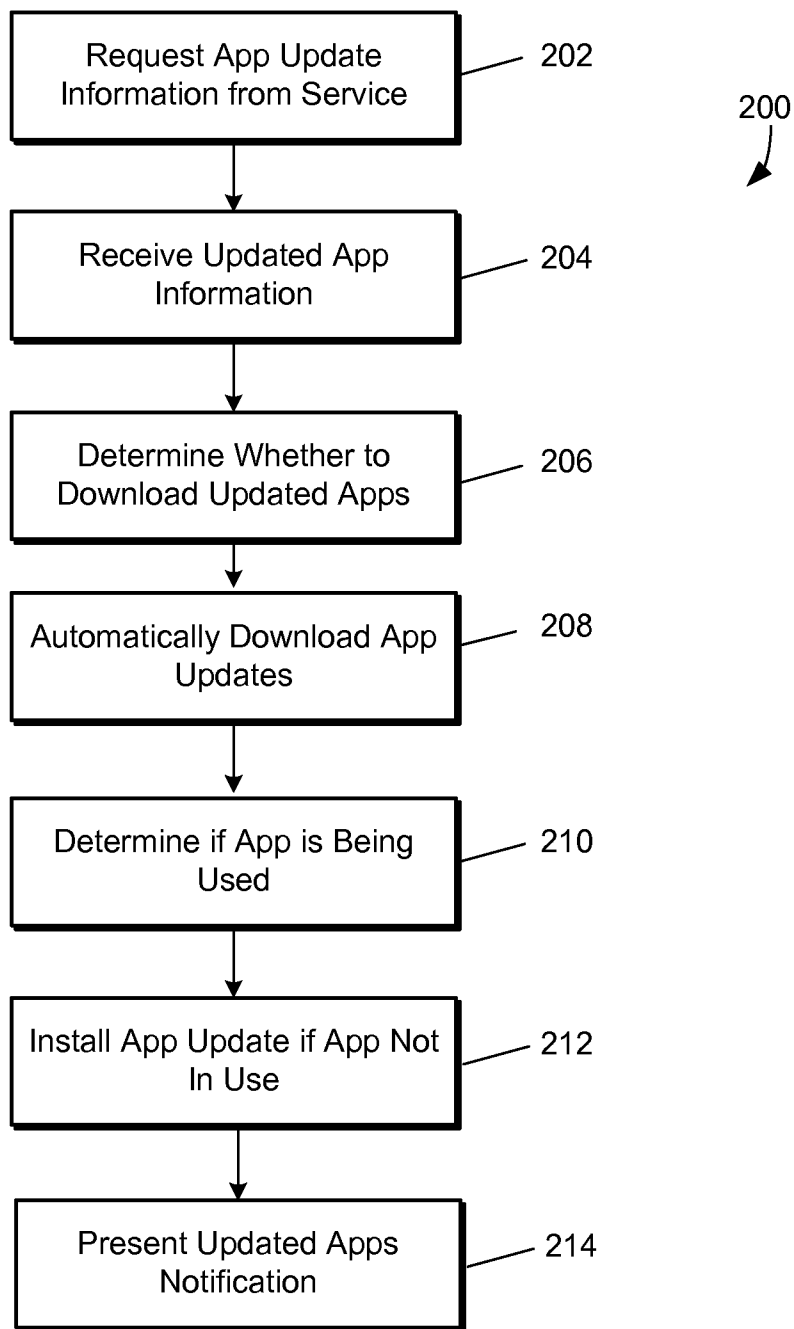 Request App Update
Information from Service
202
200
Receive Updated App
Information
204
Determine Whether to
Download Updated Apps
206
Automatically Download App
Updates
208
Determine if App is Being
Used
210
Install App Update if App Not
In Use
212
Present Updated Apps
Notification
214